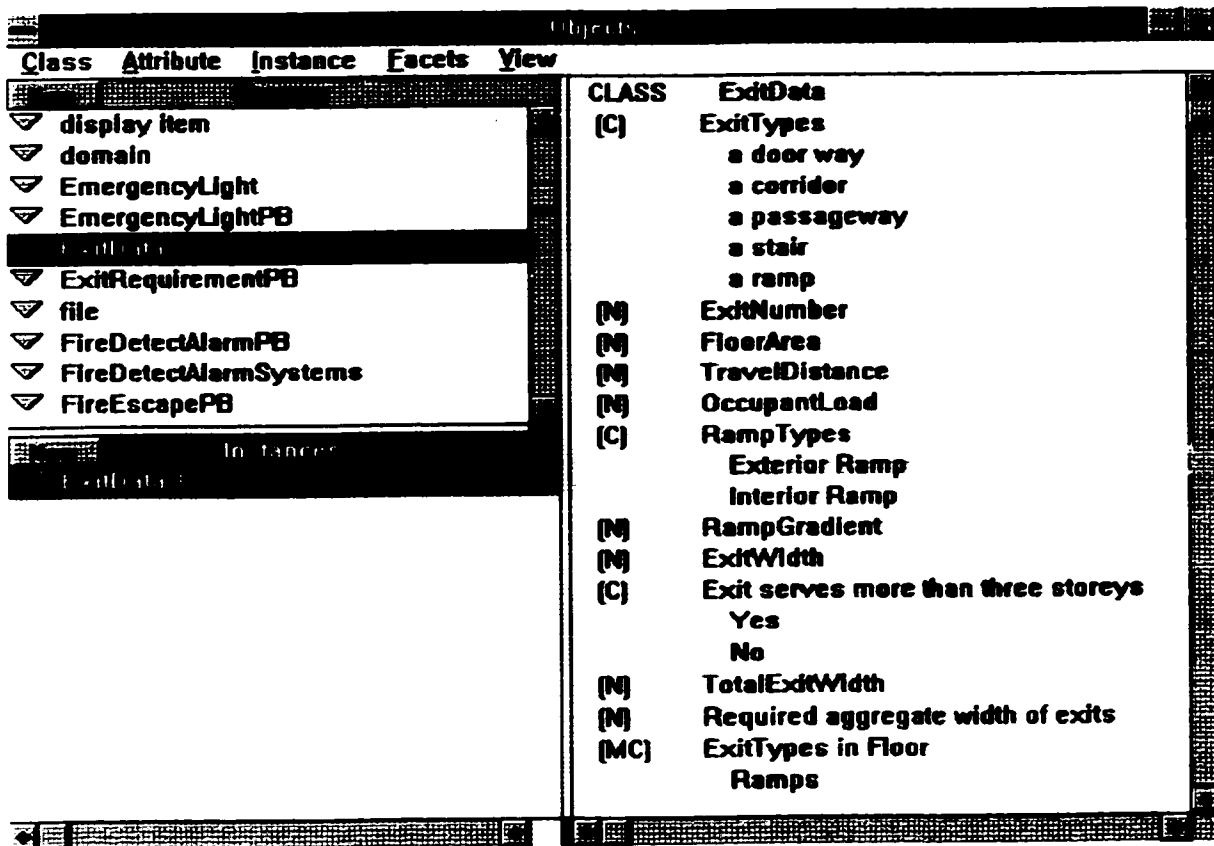 Objects
Class Attribute Instance Facets View
display item
domain
EmergencyLight
EmergencyLightPB
ExitData
ExitRequirementPB
file
FireDetectAlarmPB
FireDetectAlarmSystems
FireEscapePB
Instances
CLASS ExitData
[C] ExitTypes
a door way
a corridor
a passageway
a stair
a ramp
[N] ExitNumber
[N] FloorArea
[N] TravelDistance
[N] OccupantLoad
[C] RampTypes
Exterior Ramp
Interior Ramp
[N] RampGradient
[N] ExitWidth
[C] Exit serves more than three storeys
Yes
No
[N] TotalExitWidth
[N] Required aggregate width of exits
[MC] ExitTypes in Floor
Ramps